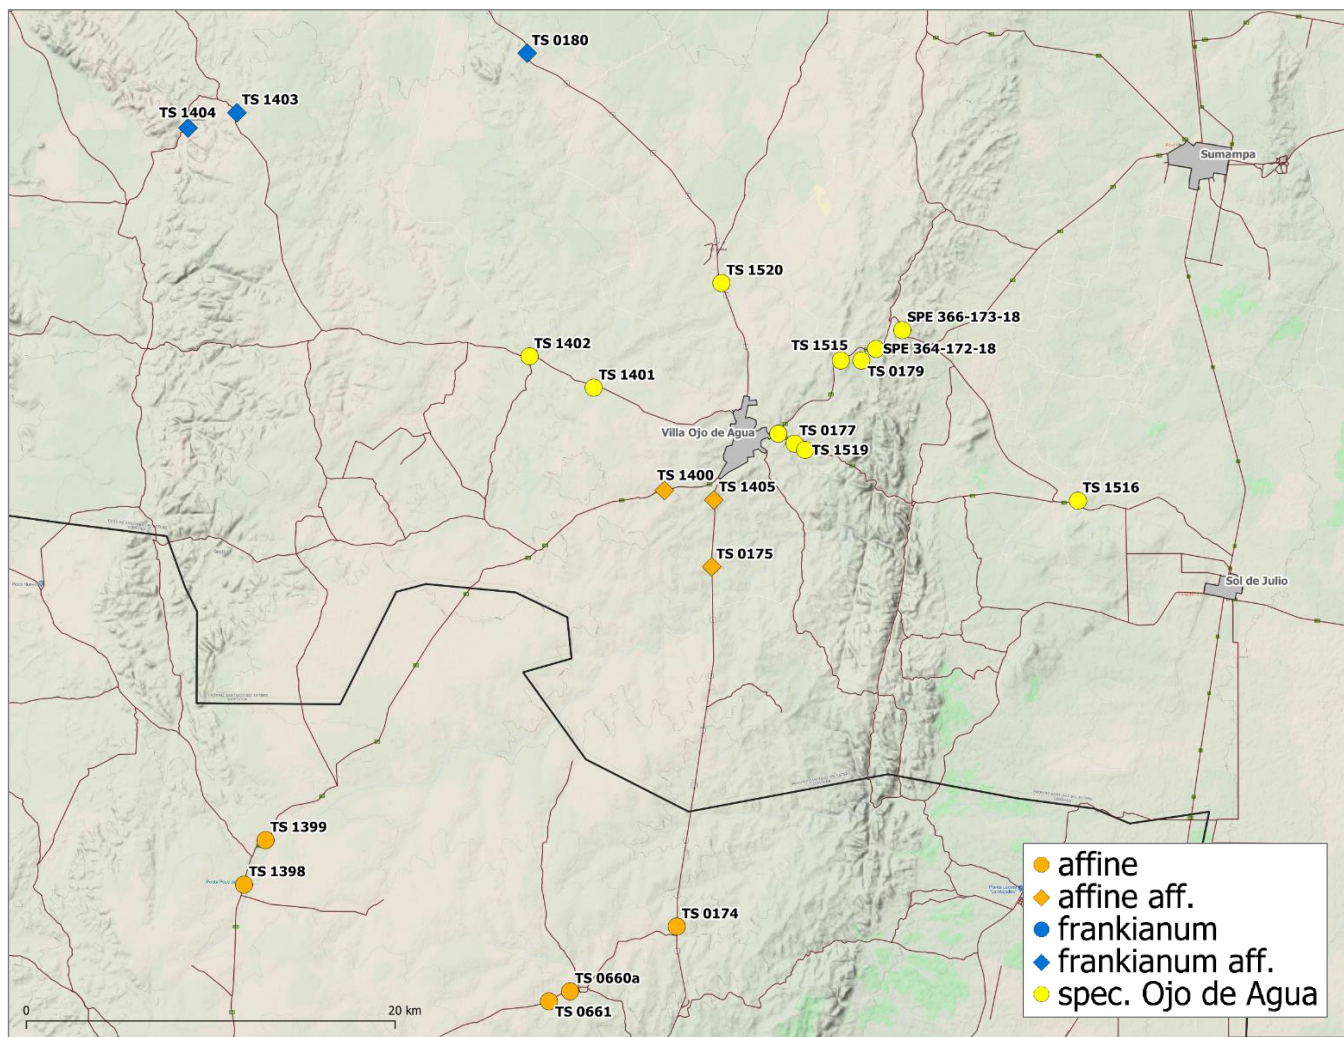 TS 0180
TS 1403
TS 1404
Sumampa
TS 1520
SPE 366-173-18
TS 1402
TS 1515
SPE 364-172-18
TS 0179
TS 1401
Villa Ojo de Agua
TS 0177
TS 1519
TS 1400
TS 1405
TS 1516
TS 0175
Sol de Julio
TS 1399
TS 1398
TS 0174
TS 0660a
TS 0661
0
20 km
affine
affine aff.
frankianum
frankianum aff.
spec. Ojo de Agua